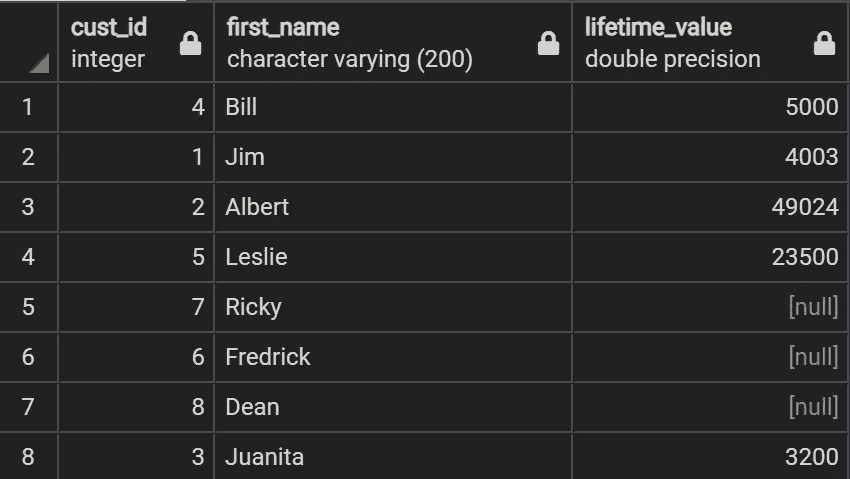 cust_id first_name lifetime_value
integer character varying (200) double precision
1 4 Bill 5000
2 1 Jim 4003
3 2 Albert 49024
4 5 Leslie 23500
5 7 Ricky [null]
6 6 Fredrick [null]
7 8 Dean [null]
8 3 Juanita 3200